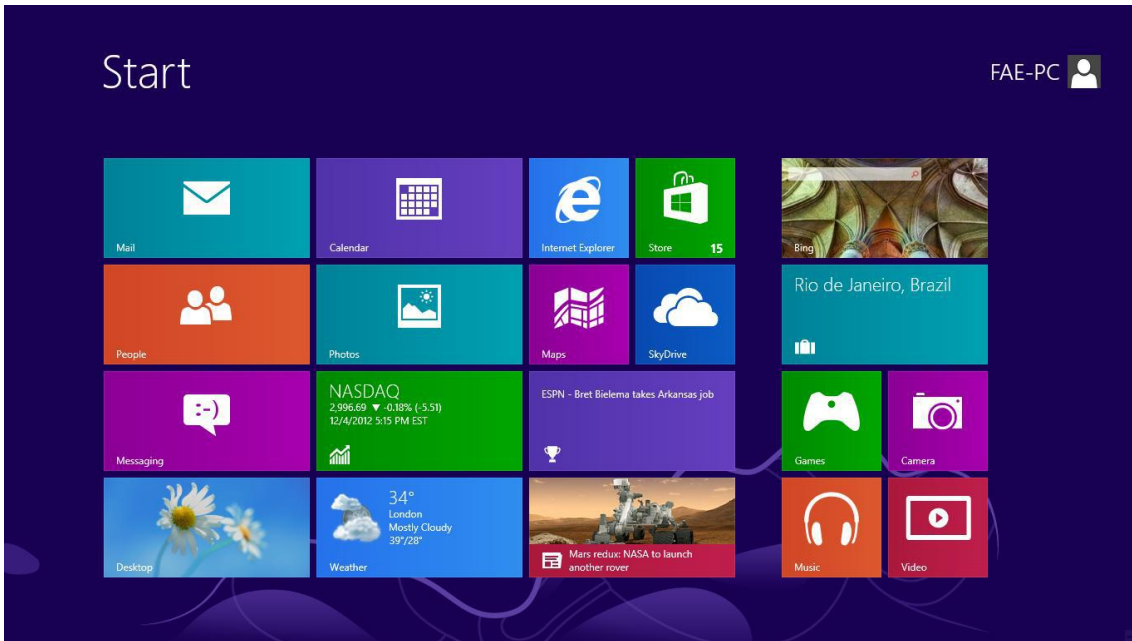 Start
FAE-PC
Mail
Calendar
Internet Explorer
Store 15
Bing
People
Photos
Maps
SkyDrive
Rio de Janeiro, Brazil
:-)
Messaging
NASDAQ
2,996.69 ▼ -0.18% (-5.51)
12/4/2012 5:15 PM EST
ESPN - Bret Bielema takes Arkansas job
Games
Camera
Desktop
34°
London
Mostly Cloudy
39°/28°
Weather
Mars redux: NASA to launch
another rover
Music
Video